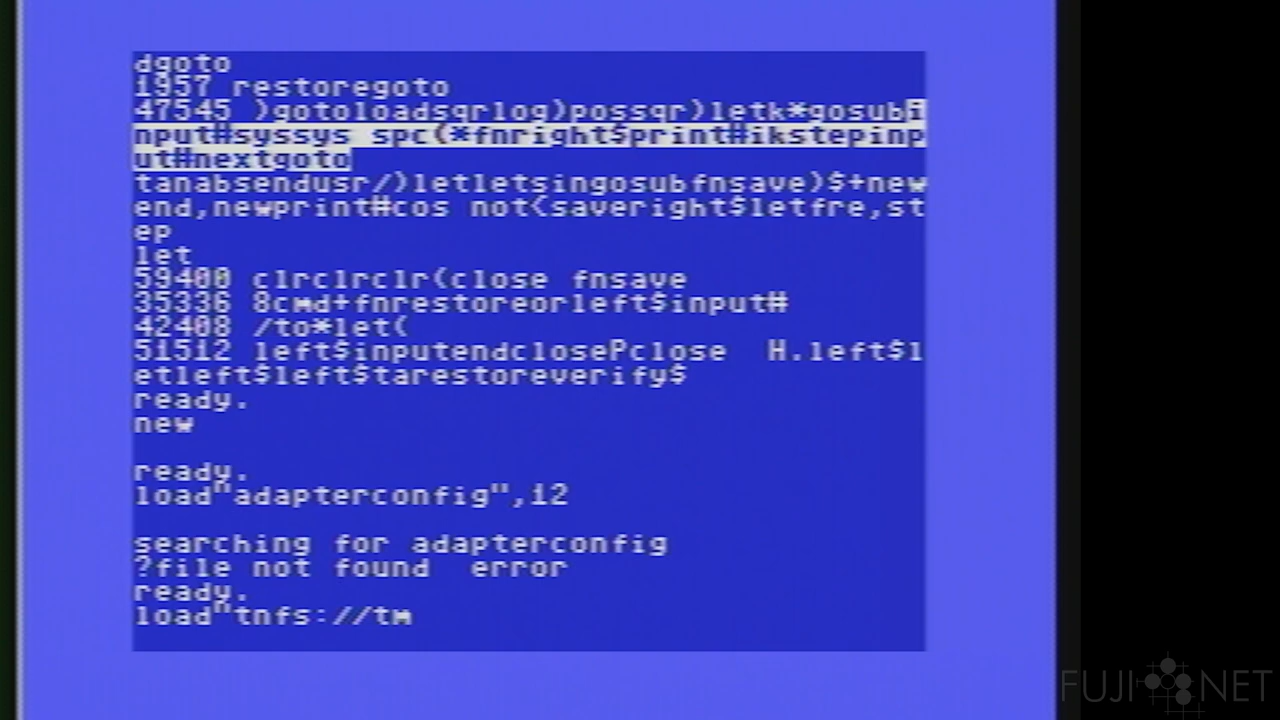 dgoto
1957 restoregoto
47545 )gotoloadsqrlog)possqr)letk*gosubi
nput#syssys spc(*fnright$print#ikstepinp
ut#nextgoto
tanabsendusr/)letletsingosubfnsave)$+new
end,newprint#cos not<saveright$letfre,st
ep
let
59400 clrclrclr(close fnsave
35336 8cmd+fnrestoreorleft$input#
42408 /to*let(
51512 left$inputendclosePclose  H.left$l
etleft$left$tarestoreverify$
ready.
new
ready.
load"adapterconfig",12
searching for adapterconfig
?file not found  error
ready.
load"tnfs://tm
FUJINET